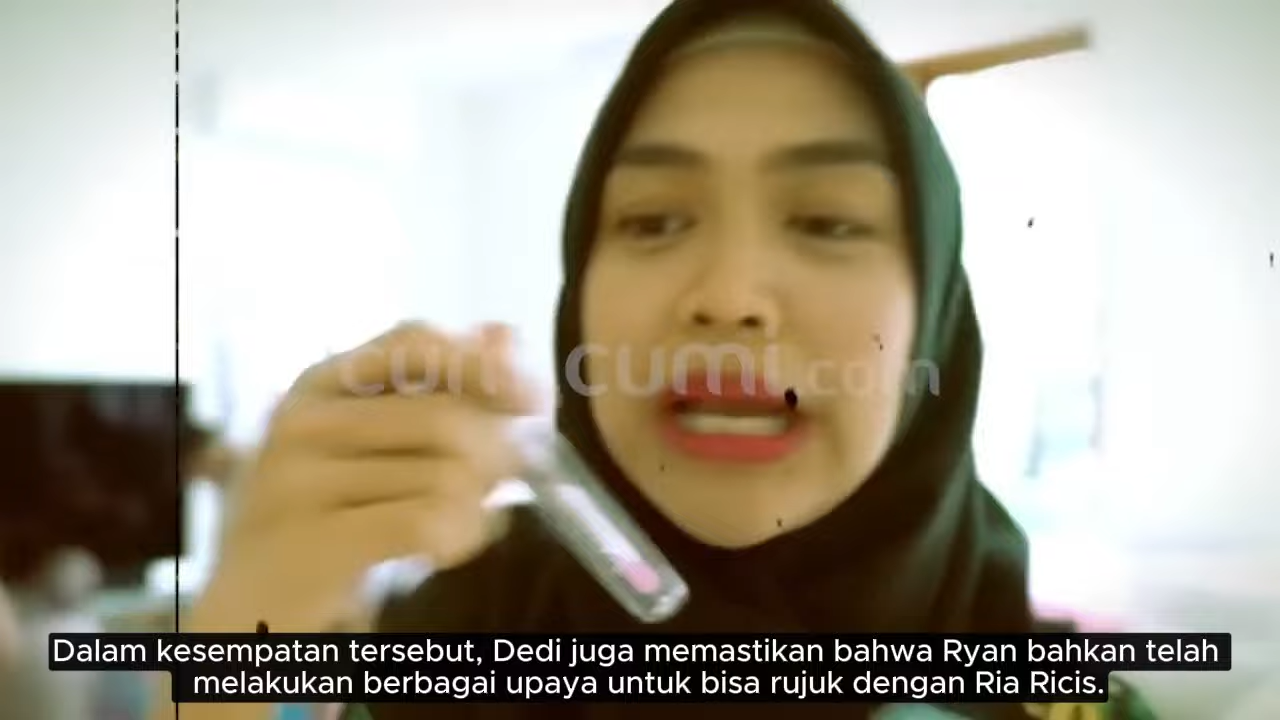 cumi_cumi.com
Dalam kesempatan tersebut, Dedi juga memastikan bahwa Ryan bahkan telah
melakukan berbagai upaya untuk bisa rujuk dengan Ria Ricis.